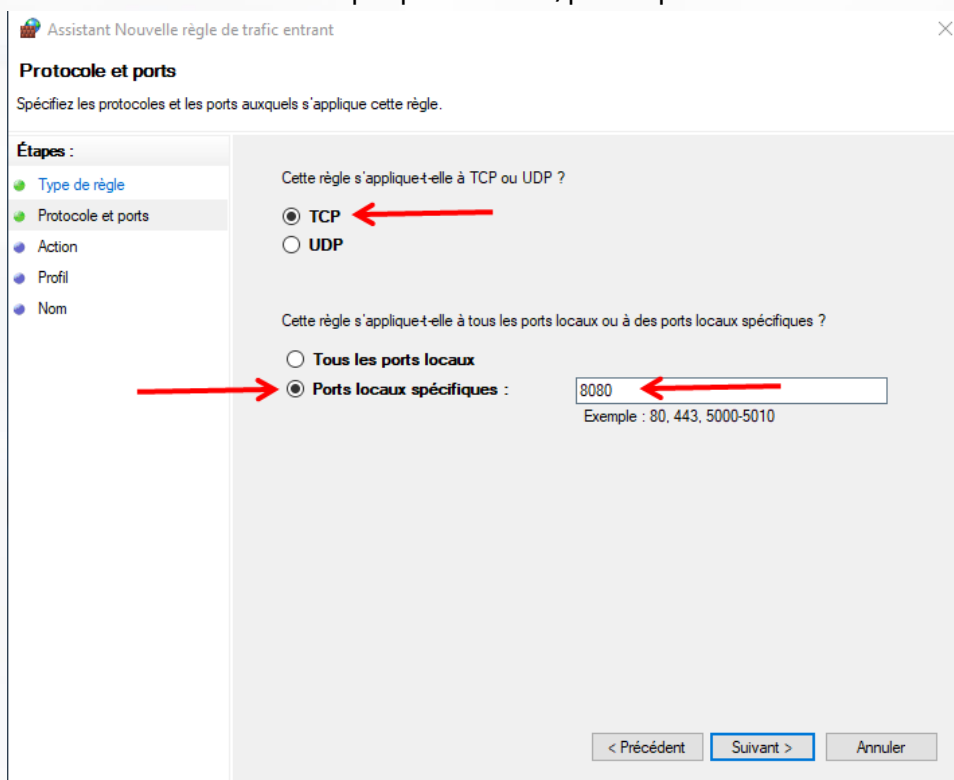 Assistant Nouvelle règle de trafic entrant
Protocole et ports
Spécifiez les protocoles et les ports auxquels s'applique cette règle.
Étapes :
Type de règle
Protocole et ports
Action
Profil
Nom
Cette règle s'applique-t-elle à TCP ou UDP ?
TCP
UDP
Cette règle s'applique-t-elle à tous les ports locaux ou à des ports locaux spécifiques ?
Tous les ports locaux
Ports locaux spécifiques :
8080
Exemple : 80, 443, 5000-5010
< Précédent
Suivant >
Annuler